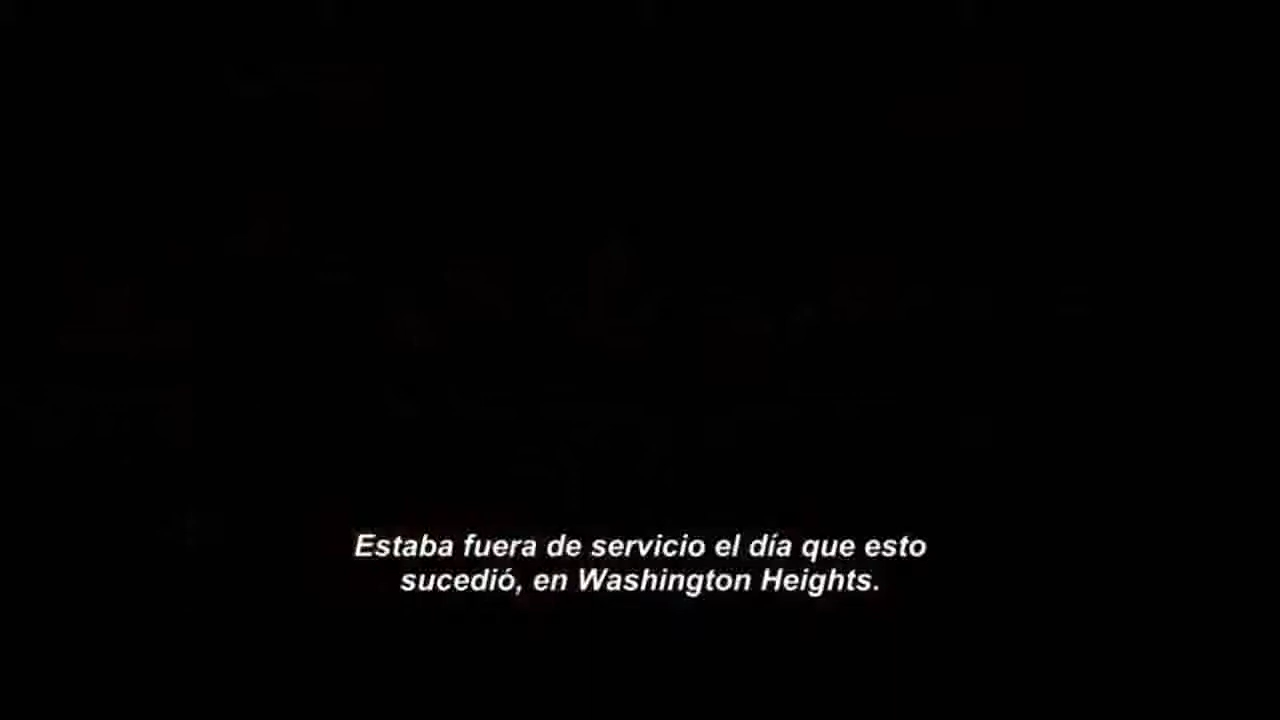 Estaba fuera de servicio el día que esto
sucedió, en Washington Heights.